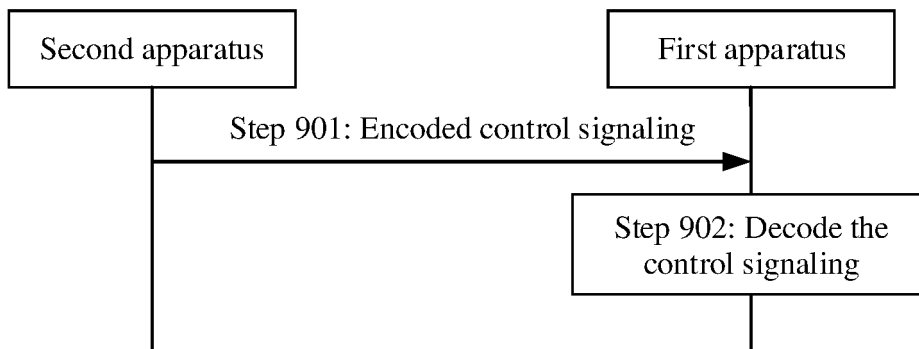 Second apparatus
First apparatus
Step 901: Encoded control signaling
Step 902: Decode the
control signaling